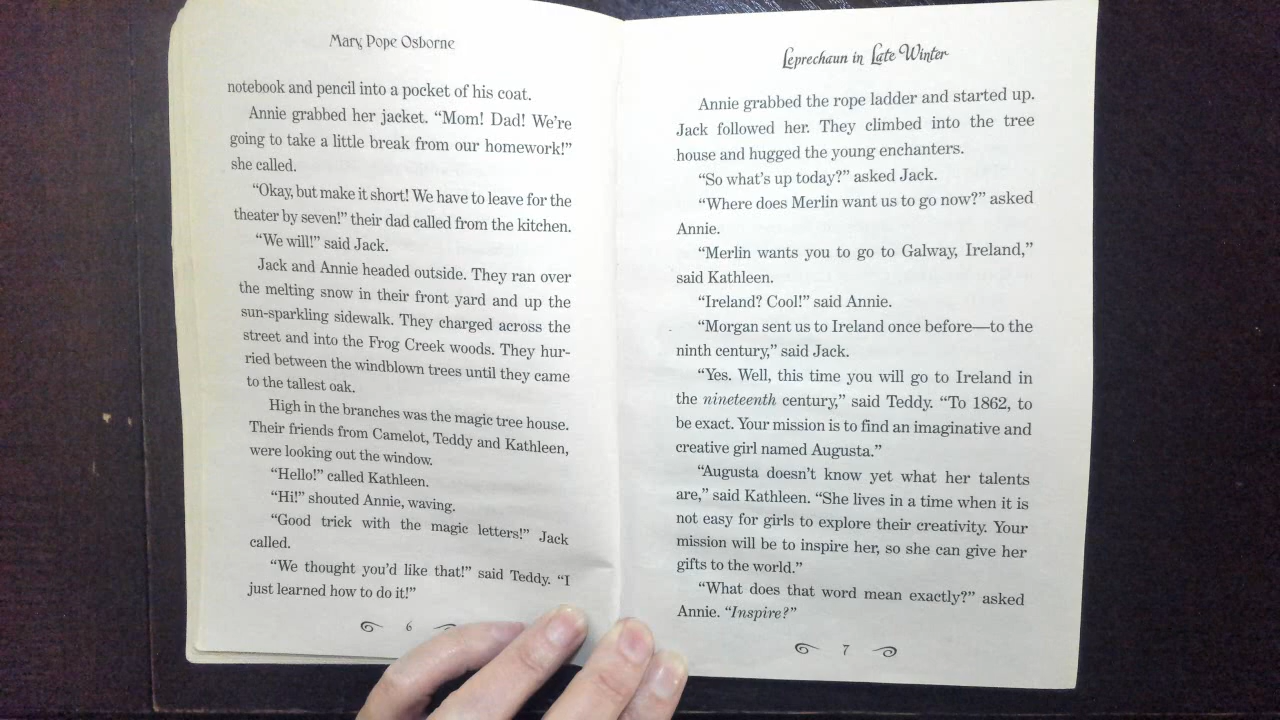 Mary Pope Osborne
notebook and pencil into a pocket of his coat.
Annie grabbed her jacket. “Mom! Dad! We’re
going to take a little break from our homework!”
she called.
“Okay, but make it short! We have to leave for the
theater by seven!” their dad called from the kitchen.
“We will!” said Jack.
Jack and Annie headed outside. They ran over
the melting snow in their front yard and up the
sun-sparkling sidewalk. They charged across the
street and into the Frog Creek woods. They hur-
ried between the windblown trees until they came
to the tallest oak.
High in the branches was the magic tree house.
Their friends from Camelot, Teddy and Kathleen,
were looking out the window.
“Hello!” called Kathleen.
“Hi!” shouted Annie, waving.
“Good trick with the magic letters!” Jack
called.
“We thought you’d like that!” said Teddy. “I
just learned how to do it!”
6
Leprechaun in Late Winter
Annie grabbed the rope ladder and started up.
Jack followed her. They climbed into the tree
house and hugged the young enchanters.
“So what’s up today?” asked Jack.
“Where does Merlin want us to go now?” asked
Annie.
“Merlin wants you to go to Galway, Ireland,”
said Kathleen.
“Ireland? Cool!” said Annie.
“Morgan sent us to Ireland once before—to the
ninth century,” said Jack.
“Yes. Well, this time you will go to Ireland in
the nineteenth century,” said Teddy. “To 1862, to
be exact. Your mission is to find an imaginative and
creative girl named Augusta.”
“Augusta doesn’t know yet what her talents
are,” said Kathleen. “She lives in a time when it is
not easy for girls to explore their creativity. Your
mission will be to inspire her, so she can give her
gifts to the world.”
“What does that word mean exactly?” asked
Annie. “Inspire?”
7